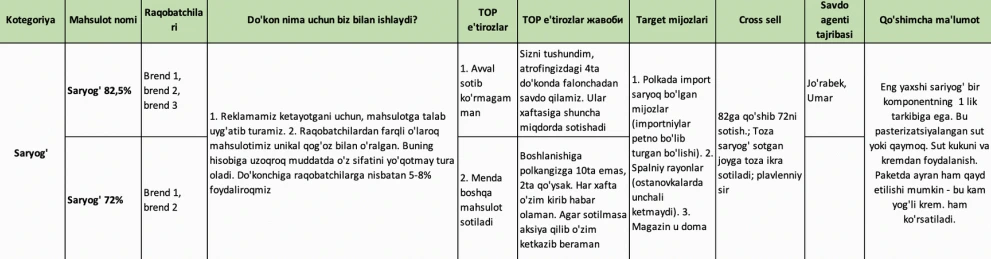 Kategoriya
Mahsulot nomi
Raqobatchila
ri
Do'kon nima uchun biz bilan ishlaydi?
TOP
e'tirozlar
TOP e'tirozlar жавоби
Target mijozlari
Cross sell
Savdo
agenti
tajribasi
Qo'shimcha ma'lumot
Saryog'
Saryog' 82,5%
Brend 1,
brend 2,
brend 3
1. Reklamamiz ketayotgani uchun, mahsulotga talab
uyg'atib turamiz. 2. Raqobatchilardan farqli o'laroq
mahsulotimiz unikal qog'oz bilan o'ralgan. Buning
hisobiga uzoqroq muddatda o'z sifatini yo'qotmay tura
oladi. Do'konchiga raqobatchilarga nisbatan 5-8%
foydaliroqmiz
1. Avval
sotib
ko'rmagam
man
Sizni tushundim,
atrofingizdagi 4ta
do'konda falonchadan
savdo qilamiz. Ular
xaftasiga shuncha
miqdorda sotishadi
1. Polkada import
saryoq bo'lgan
mijozlar
(importniylar
petno bo'lib
turgan bo'lishi). 2.
Spalniy rayonlar
(ostanovkalarda
unchali
ketmaydi). 3.
Magazin u doma
82ga qo'shib 72ni
sotish.; Toza
saryog' sotgan
joyga toza ikra
sotiladi; plavlenniy
sir
Jo'rabek,
Umar
Eng yaxshi sariyog' bir
komponentning  1 lik
tarkibiga ega. Bu
pasterizatsiyalangan sut
yoki qaymoq. Sut kukuni va
kremdan foydalanish.
Paketda ayran ham qayd
etilishi mumkin - bu kam
yog'li krem. ham
ko'rsatiladi.
Saryog' 72%
Brend 1,
brend 2
2. Menda
boshqa
mahsulot
sotiladi
Boshlanishiga
polkangizga 10ta emas,
2ta qo'ysak. Har xafta
o'zim kirib habar
olaman. Agar sotilmasa
aksiya qilib o'zim
ketkazib beraman